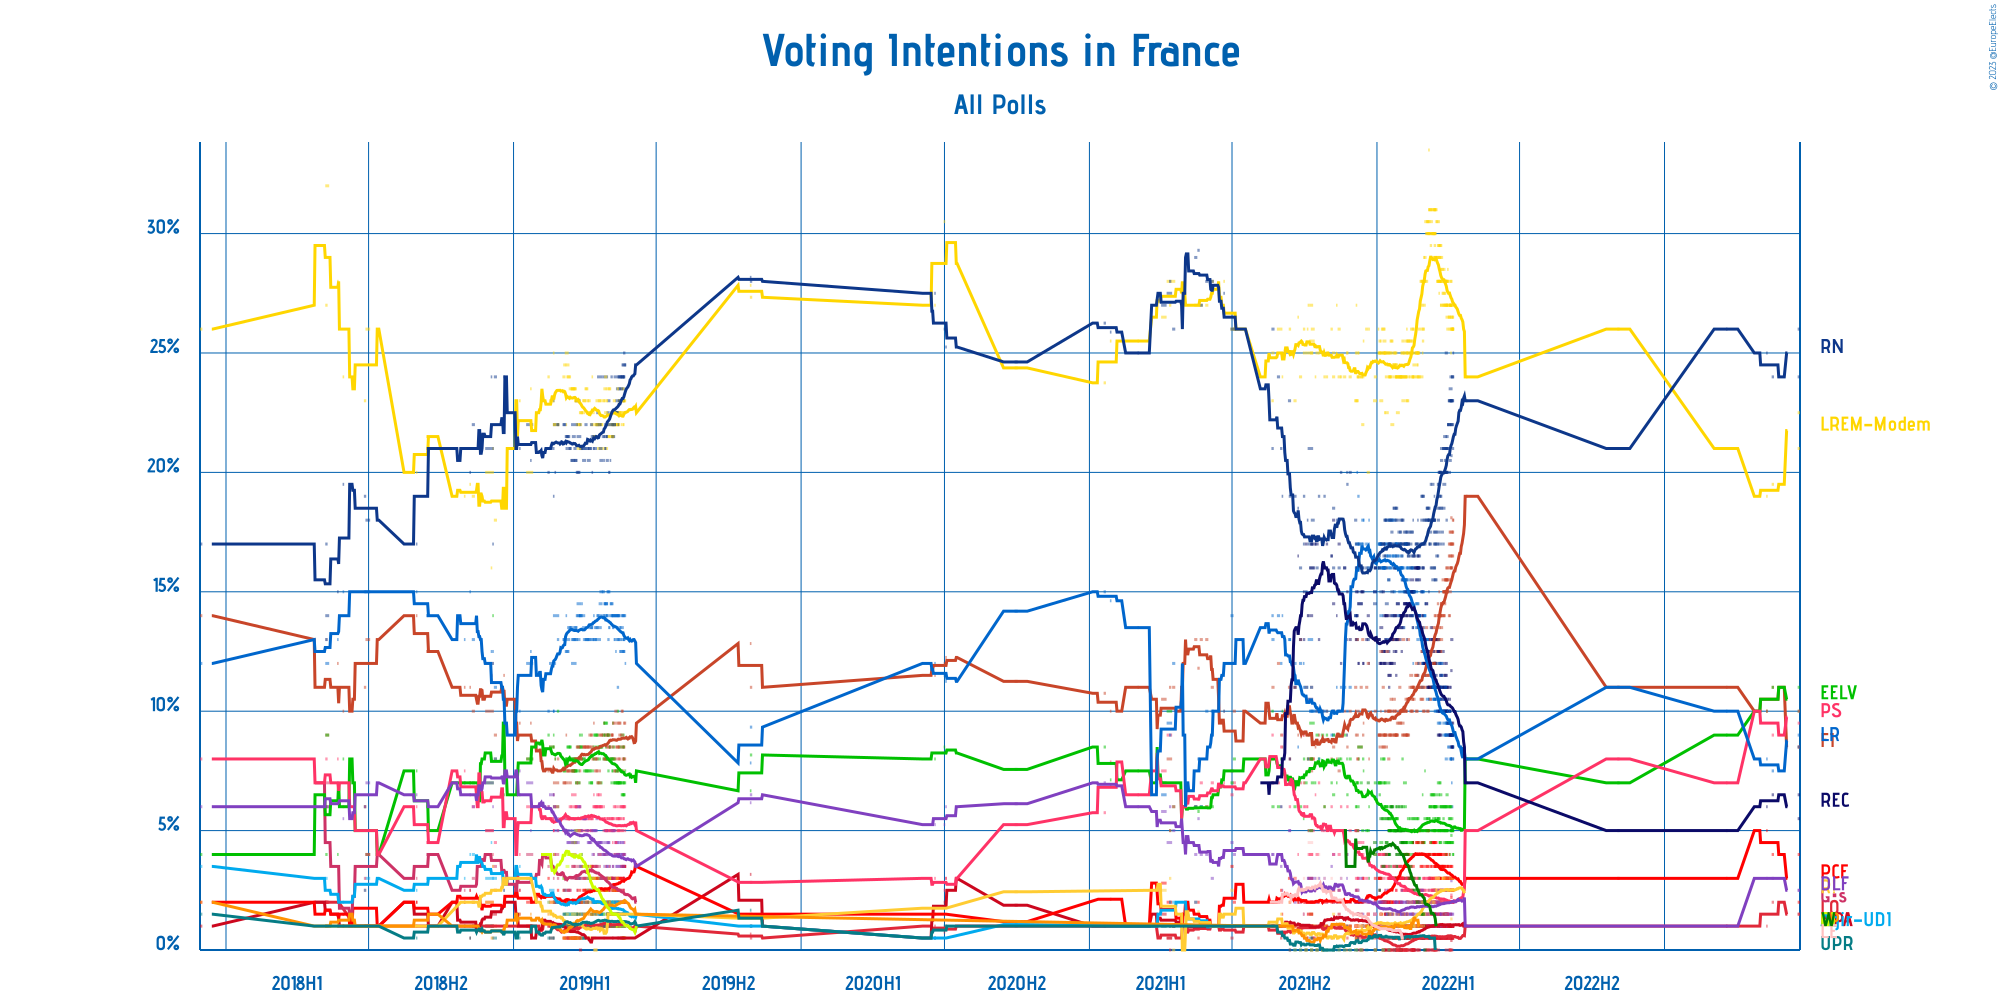 © 2023 @EuropeElects
Voting Intentions in France
All Polls
30%
25%
20%
15%
10%
5%
0%
RN
LREM-Modem
EELV
PS
LR
REC
PCF
DLF
G·s
UPR
2018H1 2018H2 2019H1 2019H2 2020H1 2020H2 2021H1 2021H2 2022H1 2022H2